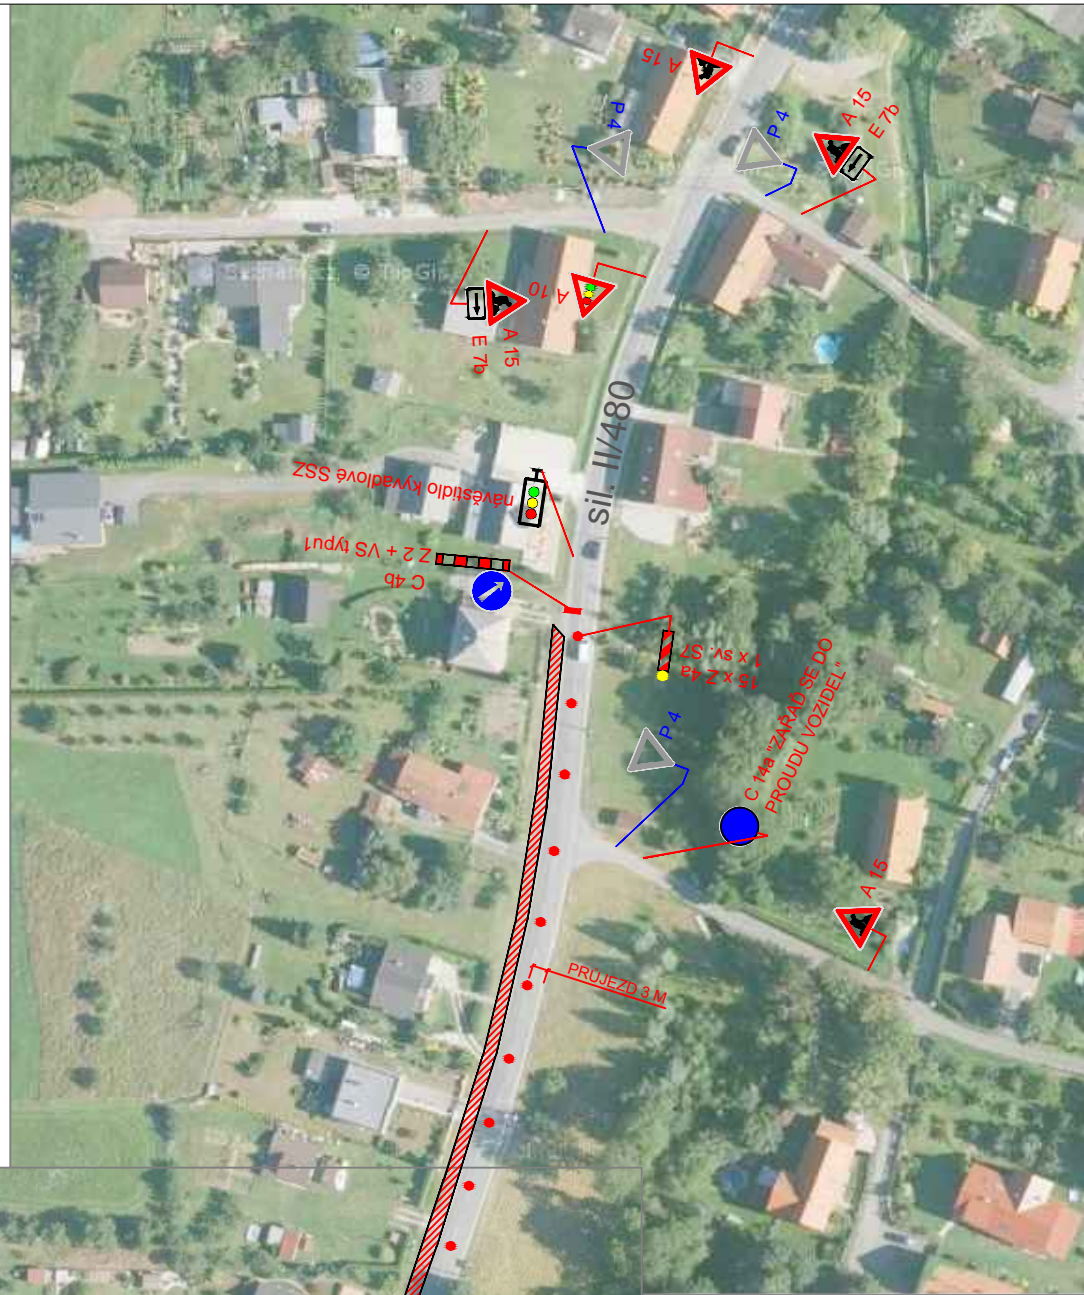 A 15
P 4
P 4
A 15
E 7b
A 10
A 15
E 7b
sil. II/480
návěstidlo kyvadlové SSZ
Z 2 + VS typu1
C 4b
15 x Z 4a
1 x sv. S7
P 4
C 14a "ZAŘAĎ SE DO
PROUDU VOZIDEL"
A 15
PRŮJEZD 3 M